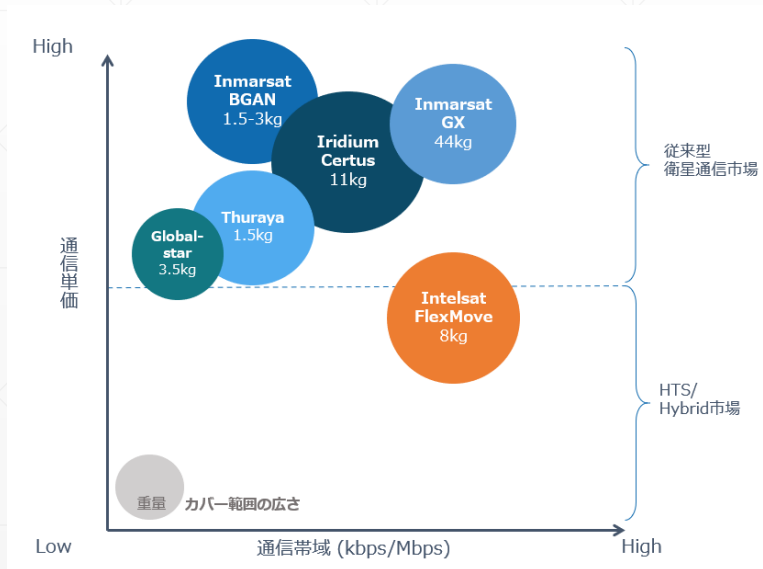 High
Inmarsat
BGAN
1.5-3kg
Inmarsat
GX
44kg
Iridium
Certus
11kg
従来型
衛星通信市場
Thuraya
1.5kg
Global-
star
3.5kg
通信単価
Intelsat
FlexMove
8kg
HTS/
Hybrid市場
重量 カバー範囲の広さ
Low
通信帯域 (kbps/Mbps)
High